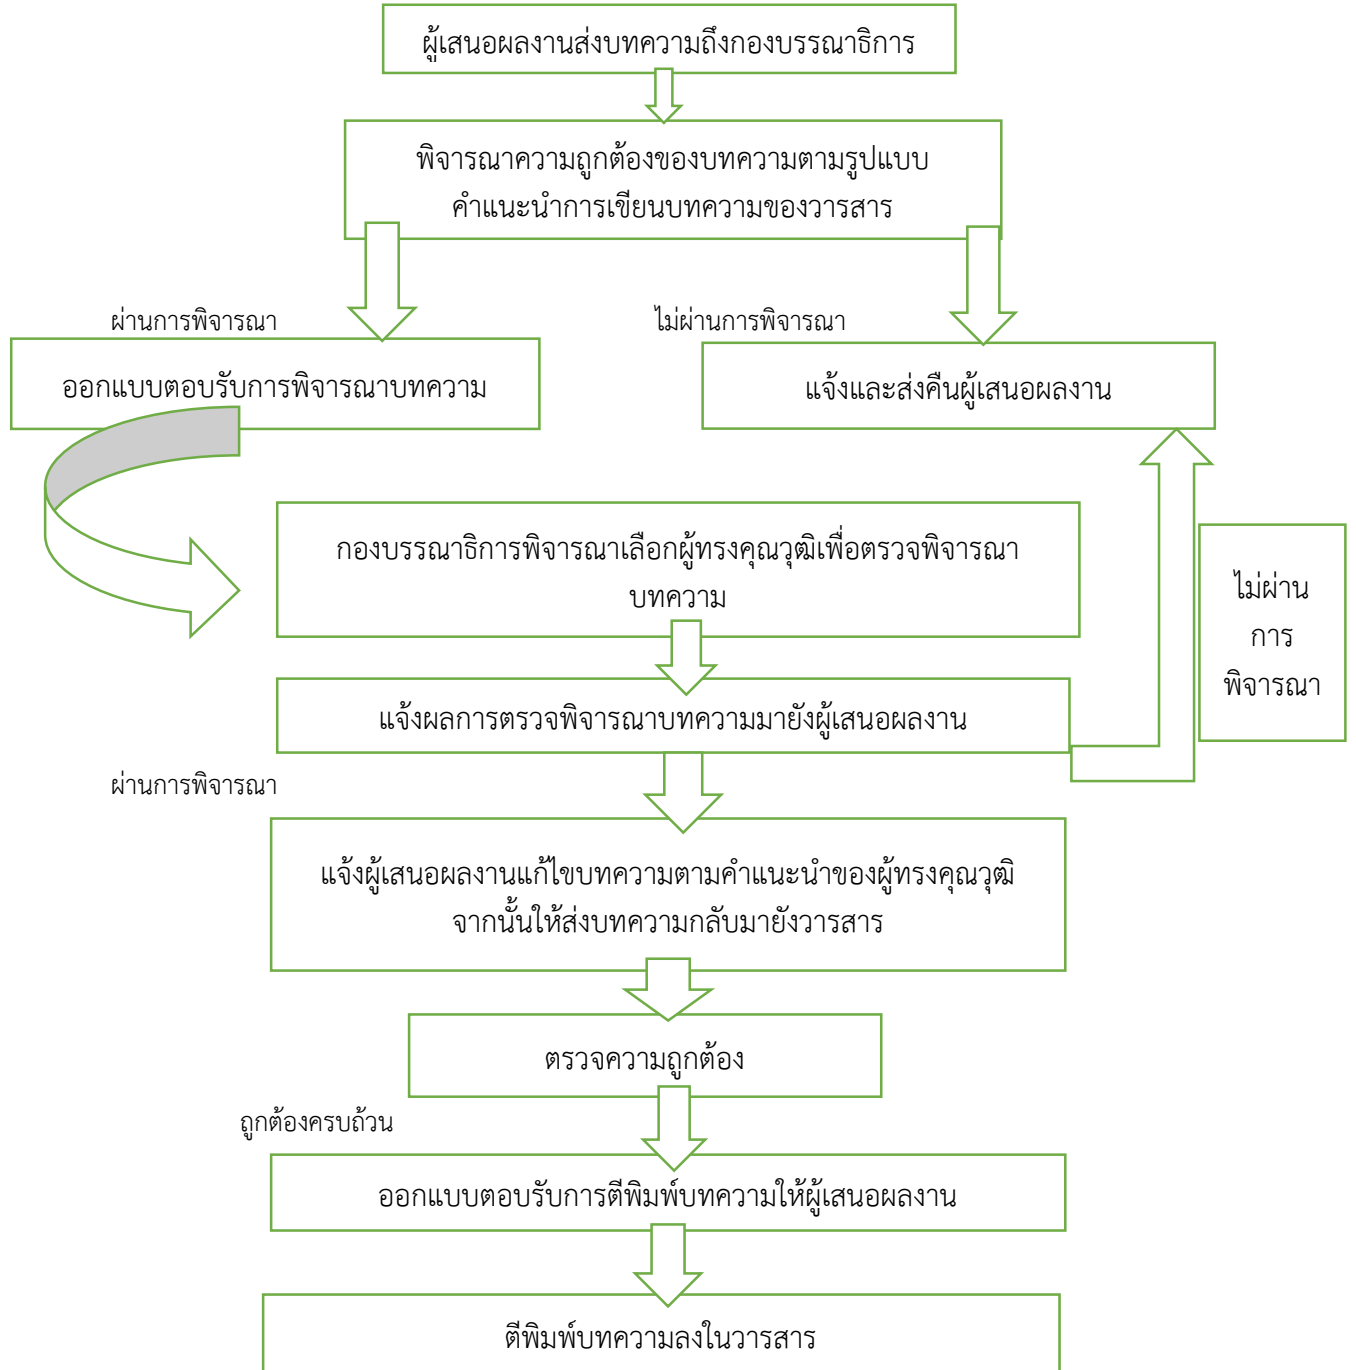 ผู้เสนอผลงานส่งบทความถึงกองบรรณาธิการ
พิจารณาความถูกต้องของบทความตามรูปแบบ
คำแนะนำการเขียนบทความของวารสาร
ผ่านการพิจารณา
ไม่ผ่านการพิจารณา
ออกแบบตอบรับการพิจารณาบทความ
แจ้งและส่งคืนผู้เสนอผลงาน
กองบรรณาธิการพิจารณาเลือกผู้ทรงคุณวุฒิเพื่อตรวจพิจารณา
บทความ
ไม่ผ่าน
การ
พิจารณา
แจ้งผลการตรวจพิจารณาบทความมายังผู้เสนอผลงาน
ผ่านการพิจารณา
แจ้งผู้เสนอผลงานแก้ไขบทความตามคำแนะนำของผู้ทรงคุณวุฒิ
จากนั้นให้ส่งบทความกลับมายังวารสาร
ตรวจความถูกต้อง
ถูกต้องครบถ้วน
ออกแบบตอบรับการตีพิมพ์บทความให้ผู้เสนอผลงาน
ตีพิมพ์บทความลงในวารสาร